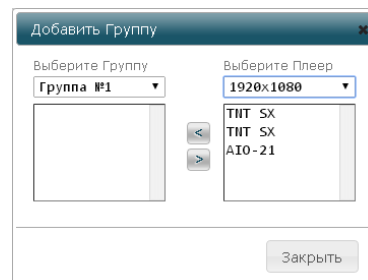 Добавить Группу
Выберите Группу
Выберите Плеер
Группа №1
1920x1080
TNT SX
TNT SX
AIO-21
<
>
Закрыть